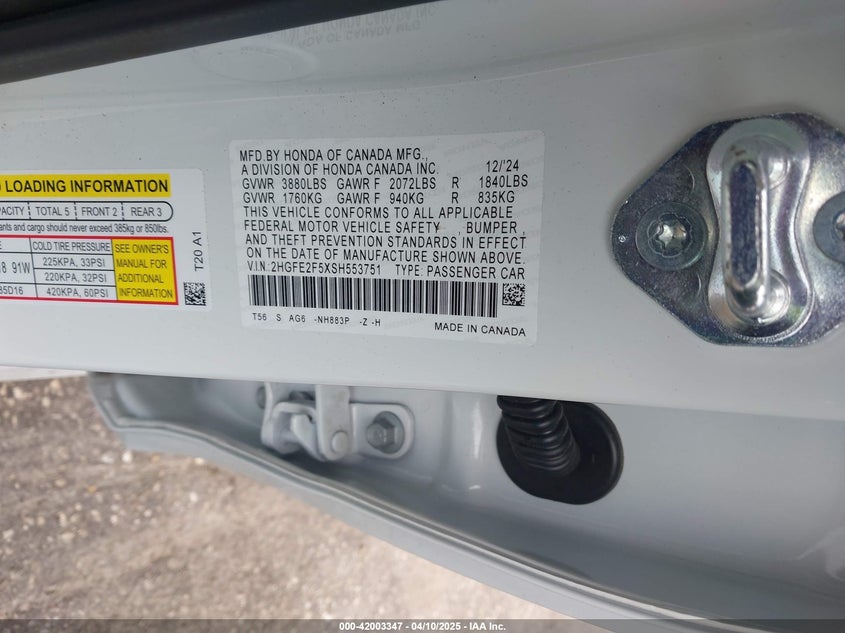 MFD.BY HONDA OF CANADA MFG.,
A DIVISION OF HONDA CANADA INC. 12/'24
GVWR 3880LBS GAWR F 2072LBS R 1840LBS
GVWR 1760KG GAWR F 940KG R 835KG
THIS VEHICLE CONFORMS TO ALL APPLICABLE
FEDERAL MOTOR VEHICLE SAFETY , BUMPER ,
AND THEFT PREVENTION STANDARDS IN EFFECT
ON THE DATE OF MANUFACTURE SHOWN ABOVE.
V.I.N. 2HGFE2F5XSH553751 TYPE: PASSENGER CAR
T56 S AG6 -NH883P -Z -H
MADE IN CANADA
LOADING INFORMATION
TOTAL 5 FRONT 2 REAR 3
and cargo should never exceed 385kg or 850lbs.
COLD TIRE PRESSURE SEE OWNER'S
91W 225KPA, 33PSI MANUAL FOR
220KPA, 32PSI ADDITIONAL
85D16 420KPA, 60PSI INFORMATION
T20 A1
000-42003347 - 04/10/2025 - IAA Inc.